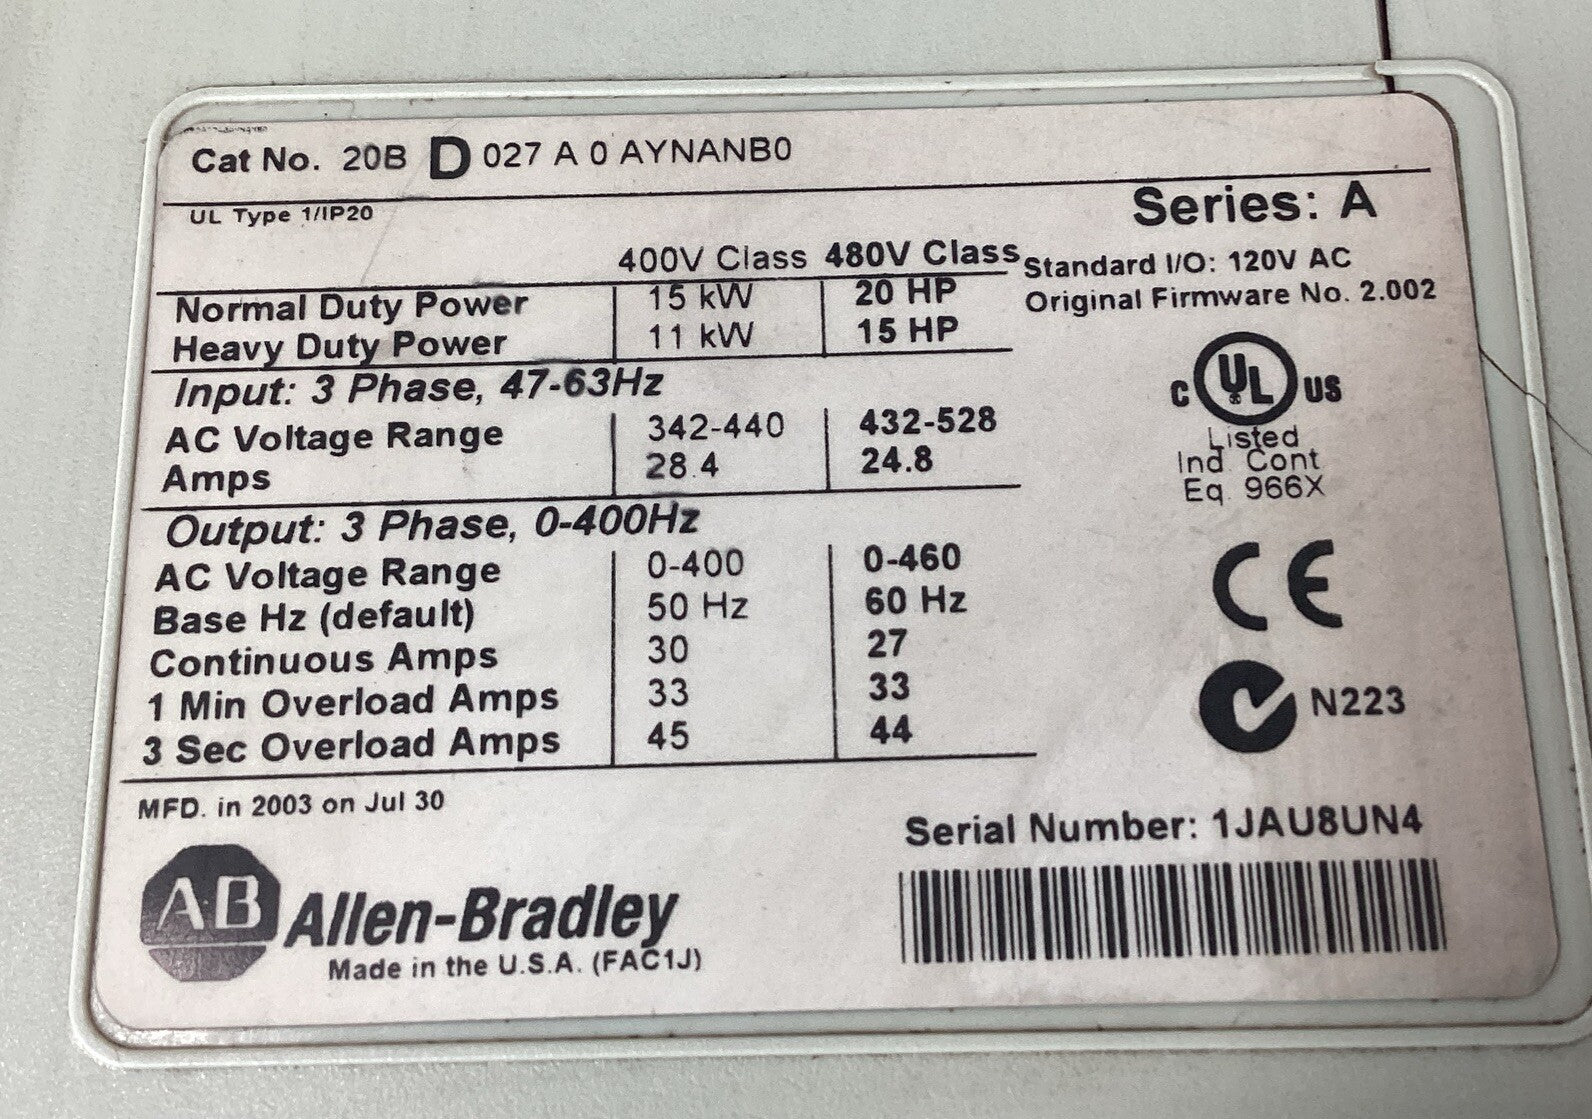 Cat No. 20B D 027 A 0 AYNANB0
UL Type 1/IP20
Series: A
400V Class 480V Class
Standard I/O: 120V AC
Original Firmware No. 2.002
Normal Duty Power 15 kW 20 HP
Heavy Duty Power 11 kW 15 HP
Input: 3 Phase, 47-63Hz
AC Voltage Range 342-440 432-528
Amps 28.4 24.8
Output: 3 Phase, 0-400Hz
AC Voltage Range 0-400 0-460
Base Hz (default) 50 Hz 60 Hz
Continuous Amps 30 27
1 Min Overload Amps 33 33
3 Sec Overload Amps 45 44
C UL US
Listed
Ind Cont
Eq 966X
CE
N223
MFD. in 2003 on Jul 30
Serial Number: 1JAU8UN4
AB Allen-Bradley
Made in the U.S.A. (FAC1J)